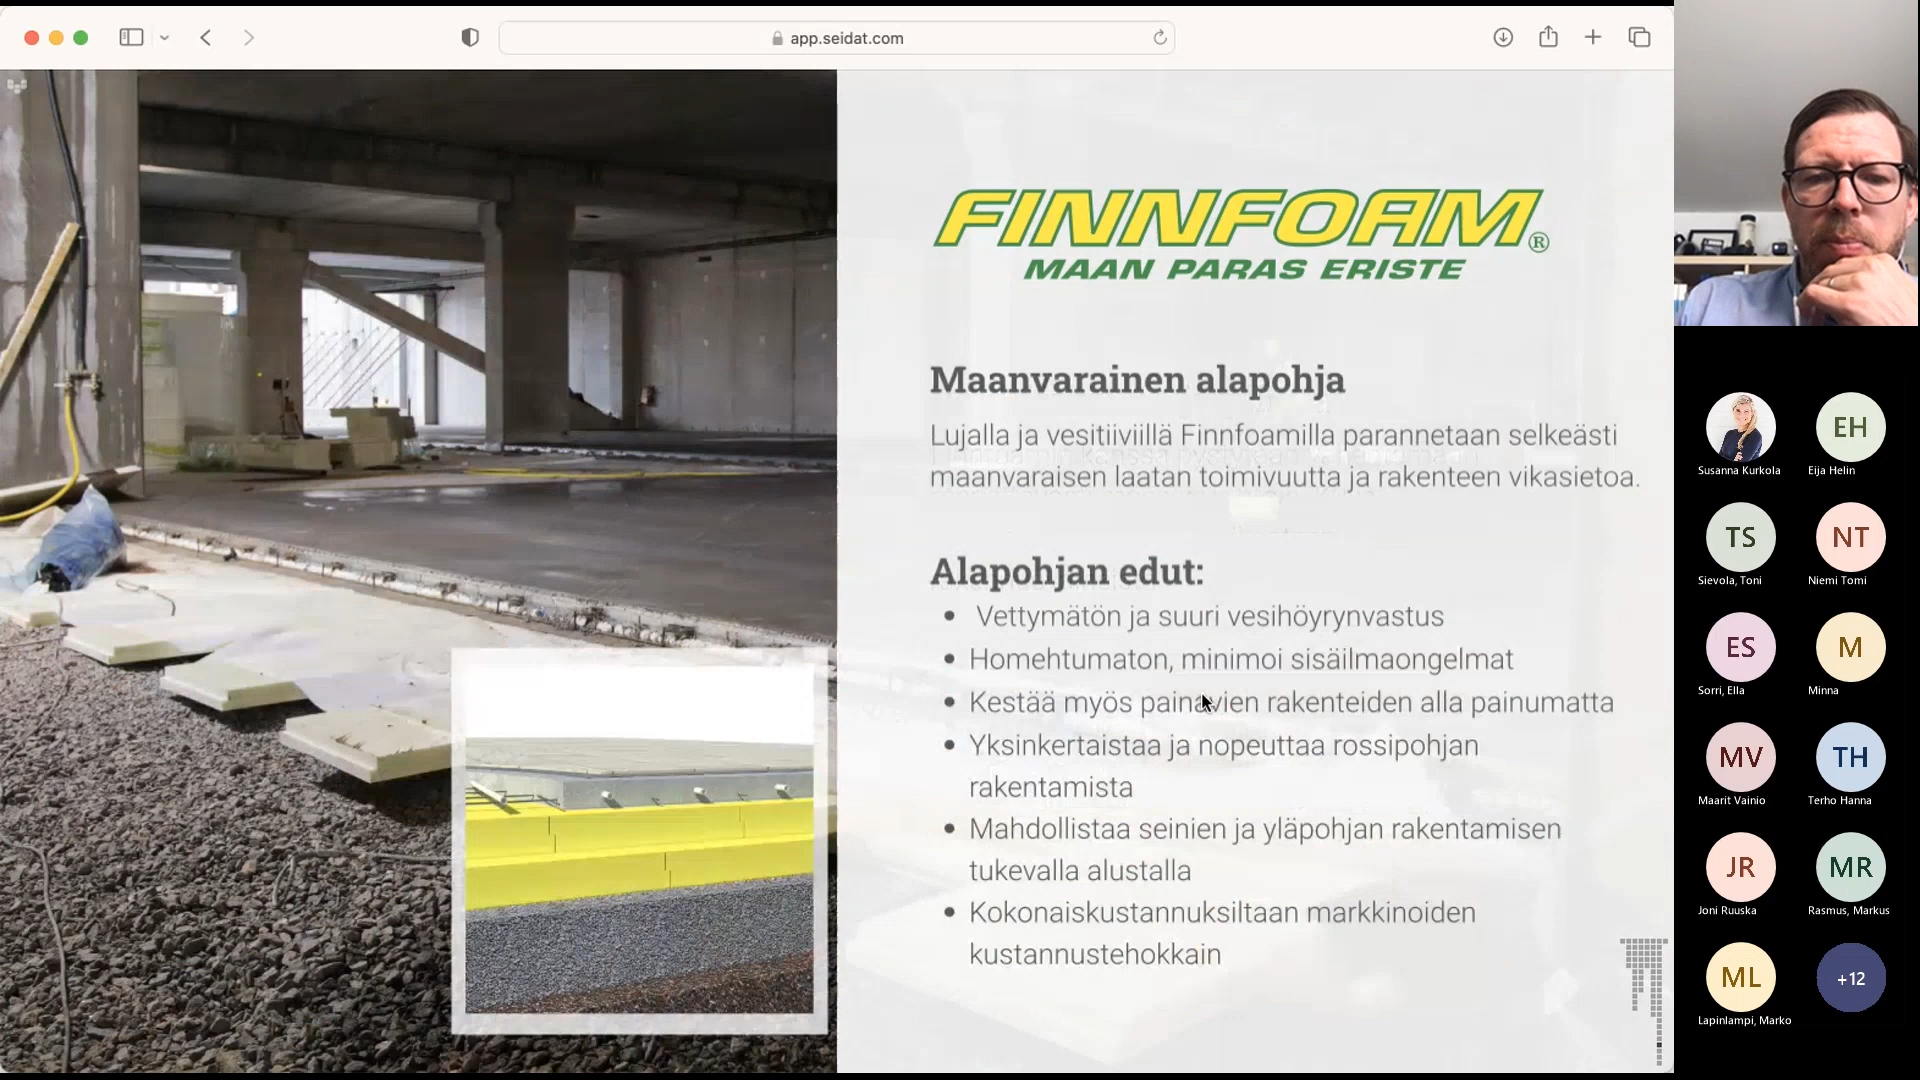 app.seidat.com
FINNFOAM®
MAAN PARAS ERISTE
Maanvarainen alapohja
Lujalla ja vesitiiviillä Finnfoamilla parannetaan selkeästi
maanvaraisen laatan toimivuutta ja rakenteen vikasietoa.
Alapohjan edut:
• Vettymätön ja suuri vesihöyrynvastus
• Homehtumaton, minimoi sisäilmaongelmat
• Kestää myös painavien rakenteiden alla painumatta
• Yksinkertaistaa ja nopeuttaa rossipohjan
rakentamista
• Mahdollistaa seinien ja yläpohjan rakentamisen
tukevalla alustalla
• Kokonaiskustannuksiltaan markkinoiden
kustannustehokkain
Susanna Kurkola
EH
Eija Helin
TS
Sievola, Toni
NT
Niemi Tomi
ES
Sorri, Ella
M
Minna
MV
Maarit Vainio
TH
Terho Hanna
JR
Joni Ruuska
MR
Rasmus, Markus
ML
Lapinlampi, Marko
+12